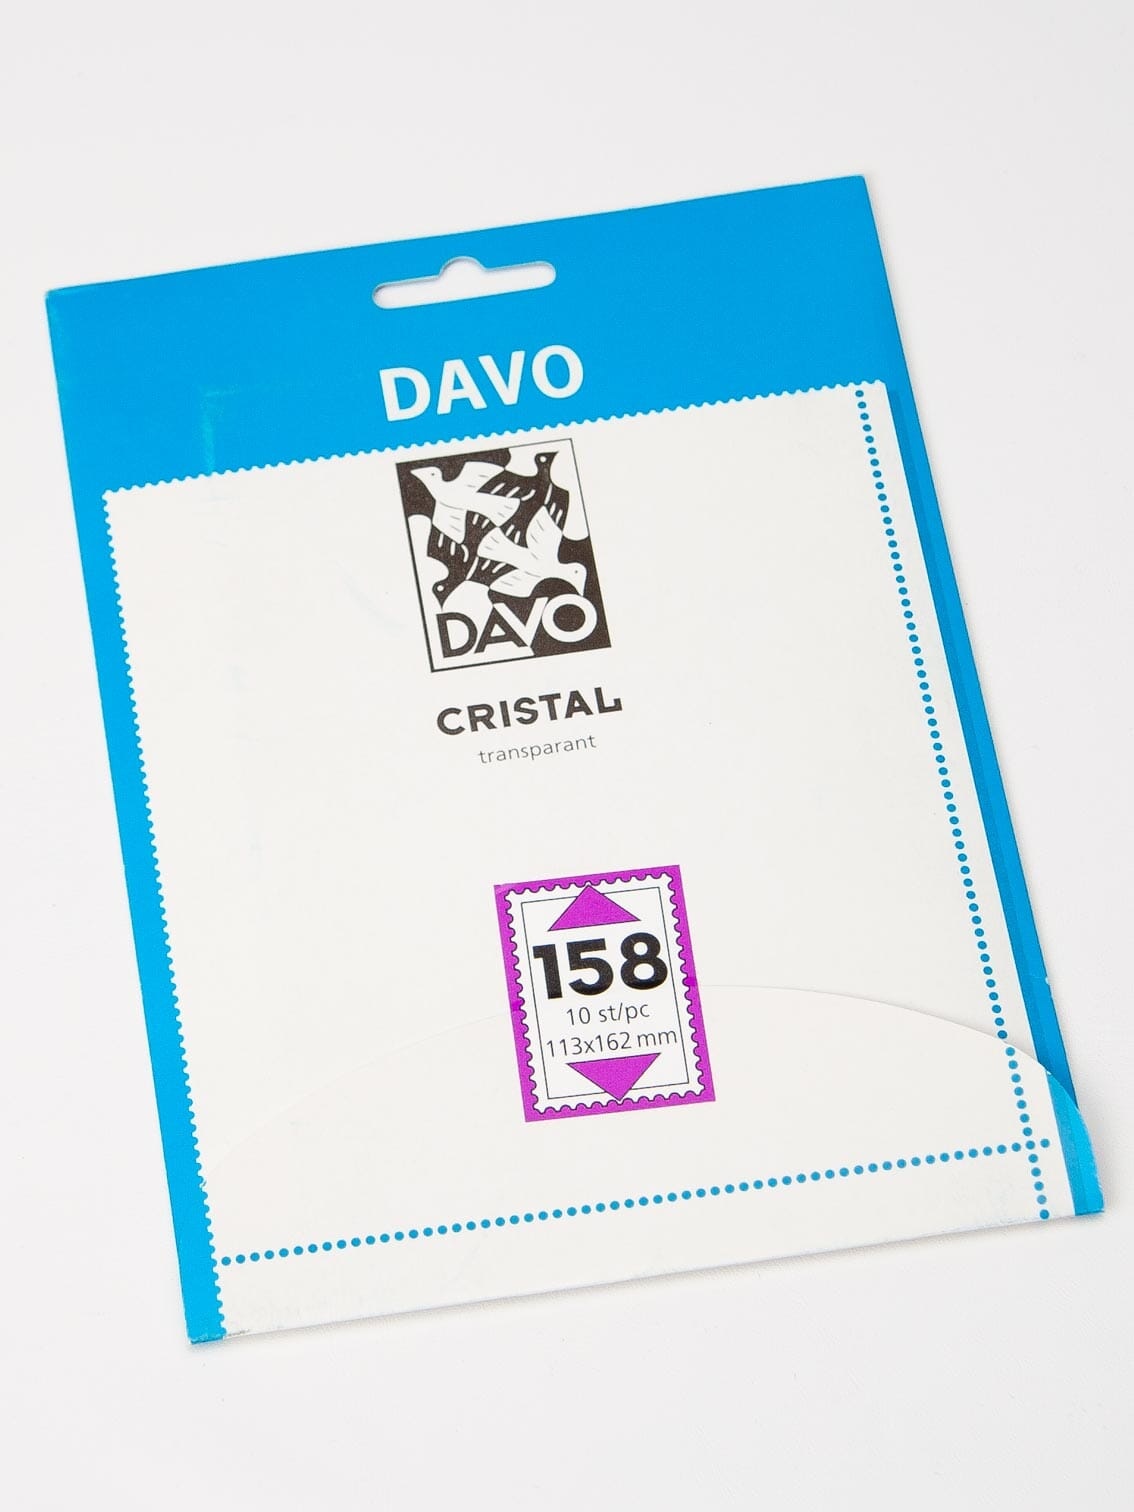 DAVO
DAVO
CRISTAL
transparant
158
10 st/pc
113x162 mm